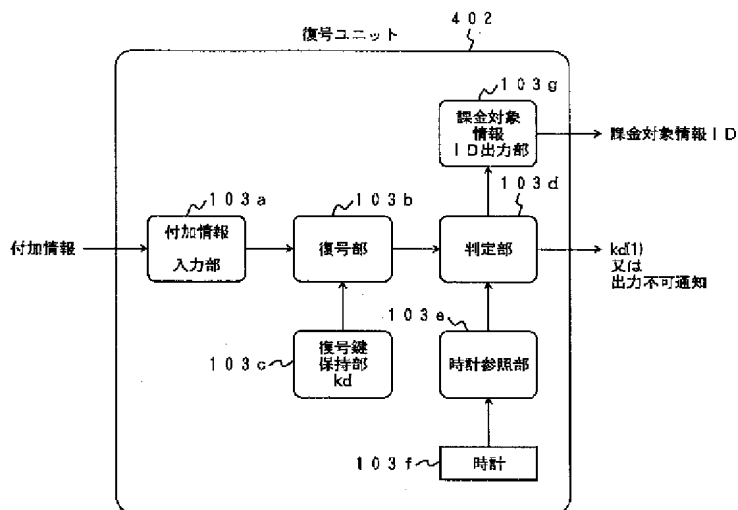 402
復号ユニット
103g
課金対象
情報
ID出力部
課金対象情報ID
103a
103b
103d
付加情報
付加情報
入力部
復号部
判定部
kd(1)
又は
出力不可通知
103e
103c
復号鍵
保持部
kd
時計参照部
103f
時計